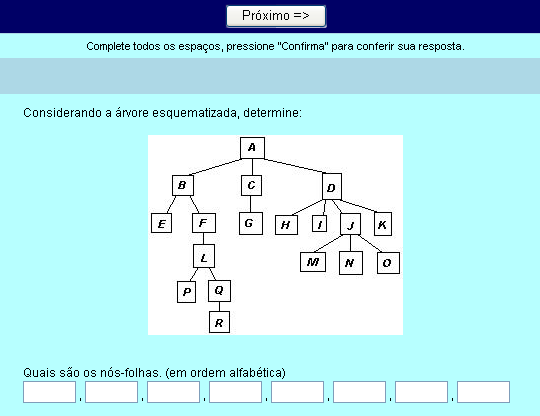 Próximo =>
Complete todos os espaços, pressione "Confirma" para conferir sua resposta.
Considerando a árvore esquematizada, determine:
A
B C D
E F G H I J K
L M N O
P Q
R
Quais são os nós-folhas. (em ordem alfabética)
, , , , , , ,